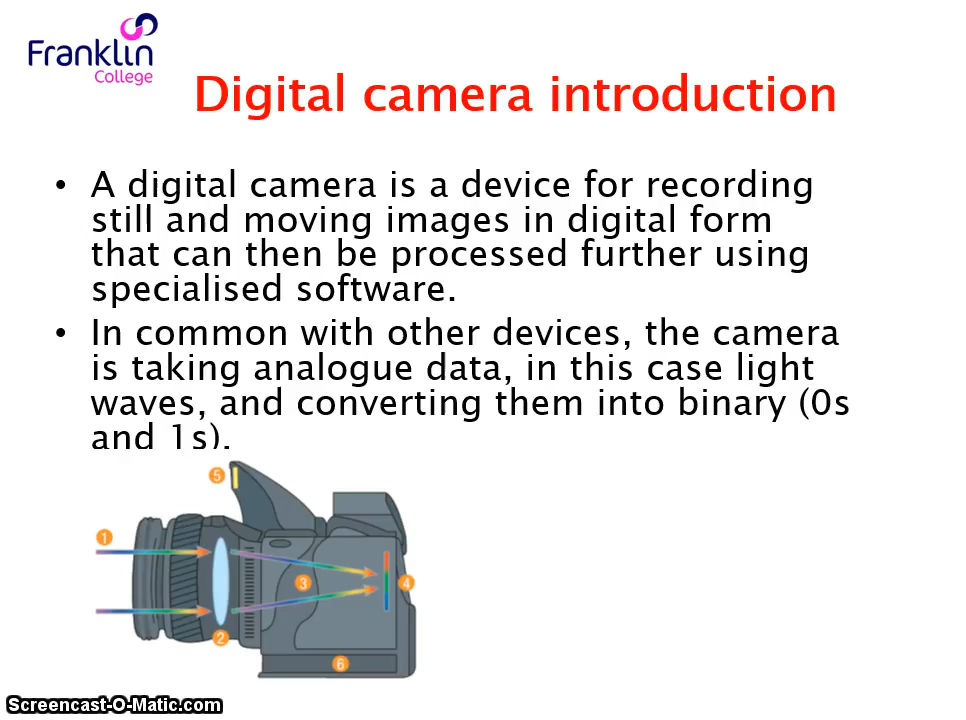 Franklin
College
Digital camera introduction
• A digital camera is a device for recording
still and moving images in digital form
that can then be processed further using
specialised software.
• In common with other devices, the camera
is taking analogue data, in this case light
waves, and converting them into binary (0s
and 1s).
5
1
3
4
2
6
Screencast-O-Matic.com